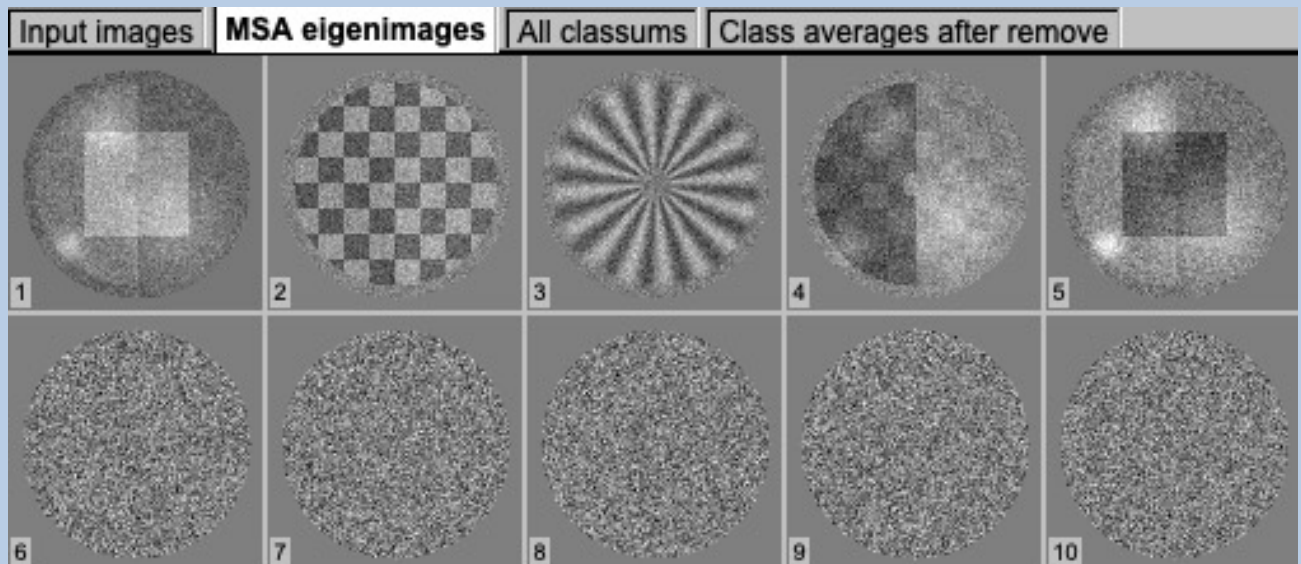 Input images MSA eigenimages All classums Class averages after remove
1 2 3 4 5
6 7 8 9 10